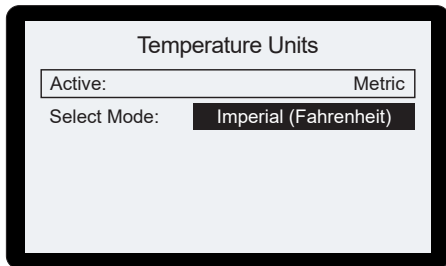 Temperature Units
Active: Metric
Select Mode: Imperial (Fahrenheit)